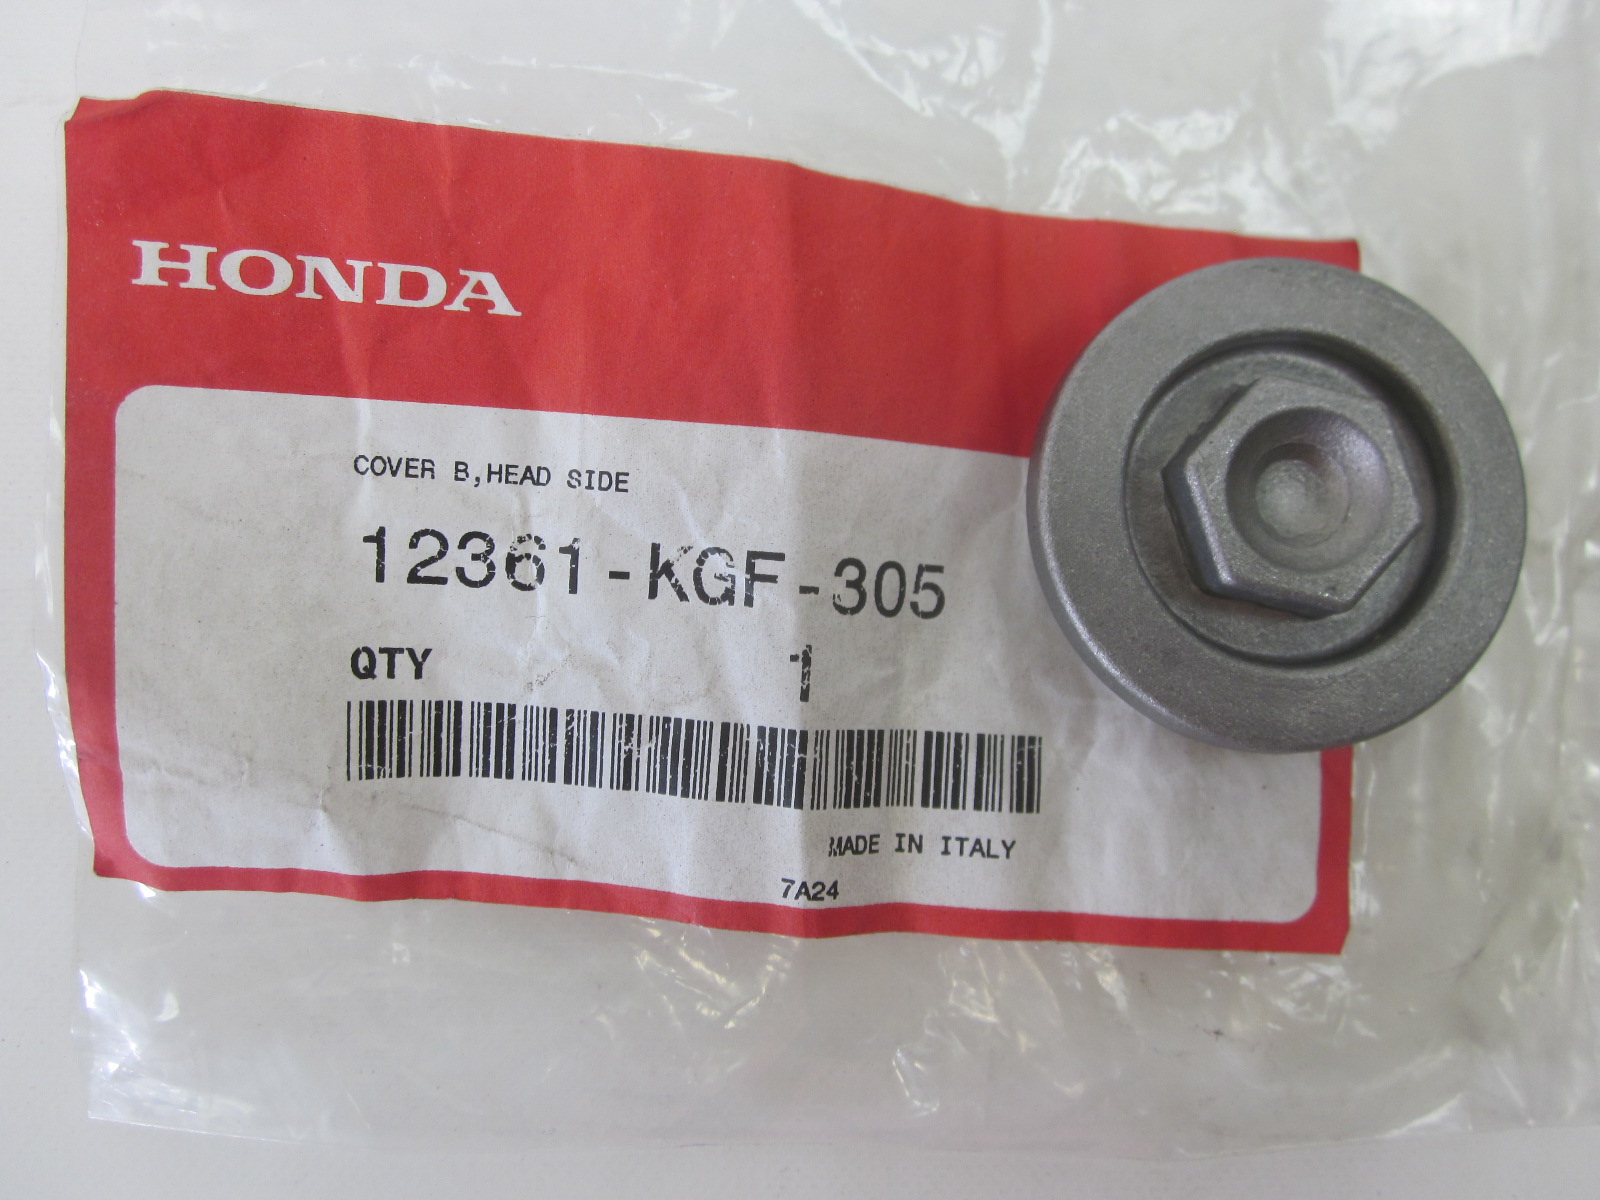 HONDA
COVER B,HEAD SIDE
12361-KGF-305
QTY 1
MADE IN ITALY
7A24